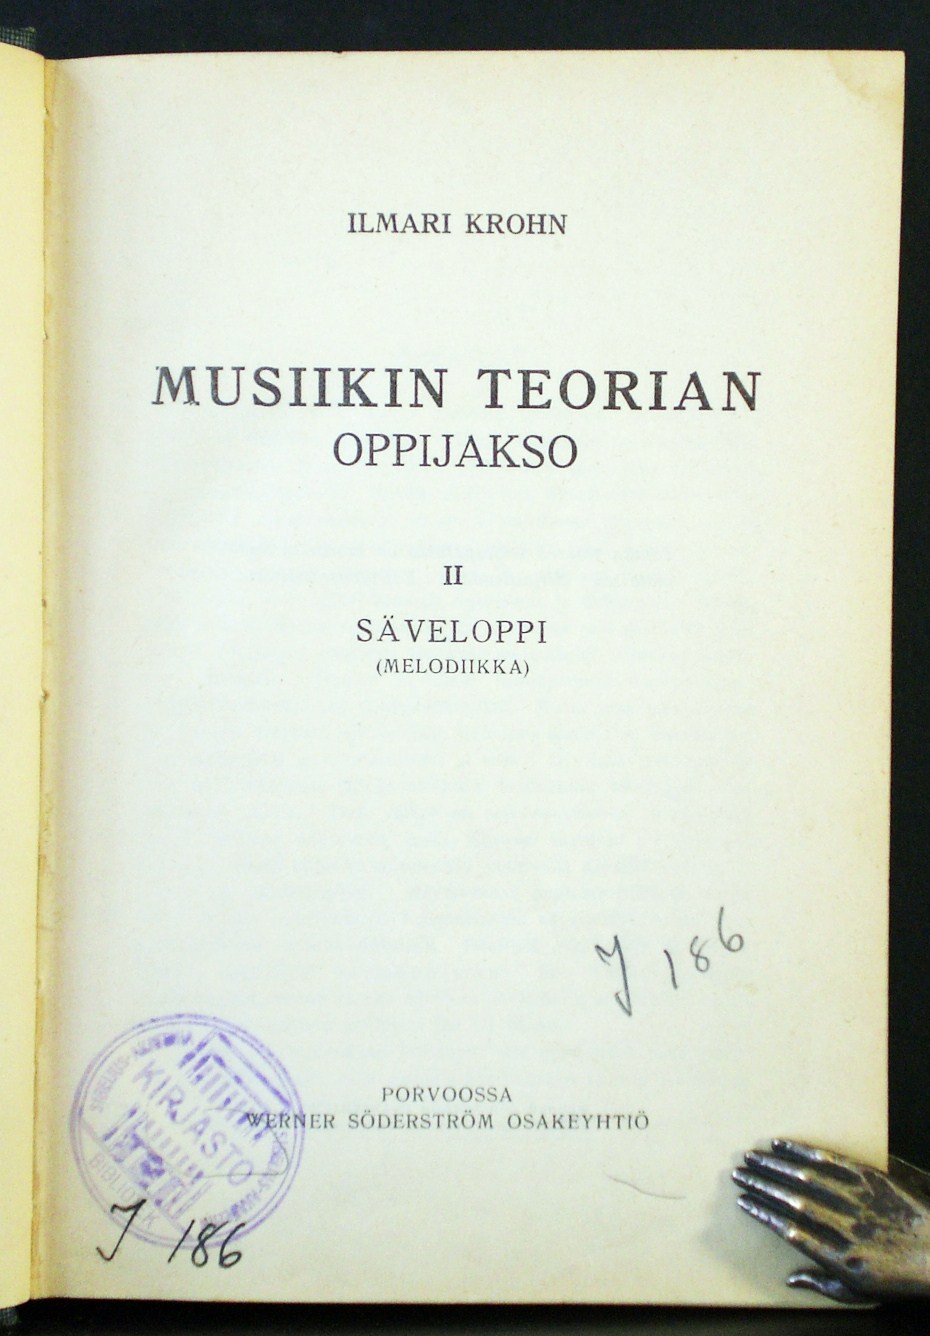 ILMARI KROHN
MUSIIKIN TEORIAN
OPPIJAKSO
II
SÄVELOPPI
(MELODIIKKA)
J 186
PORVOOSSA
WERNER SÖDERSTRÖM OSAKEYHTIÖ
KIRJASTO
J 186